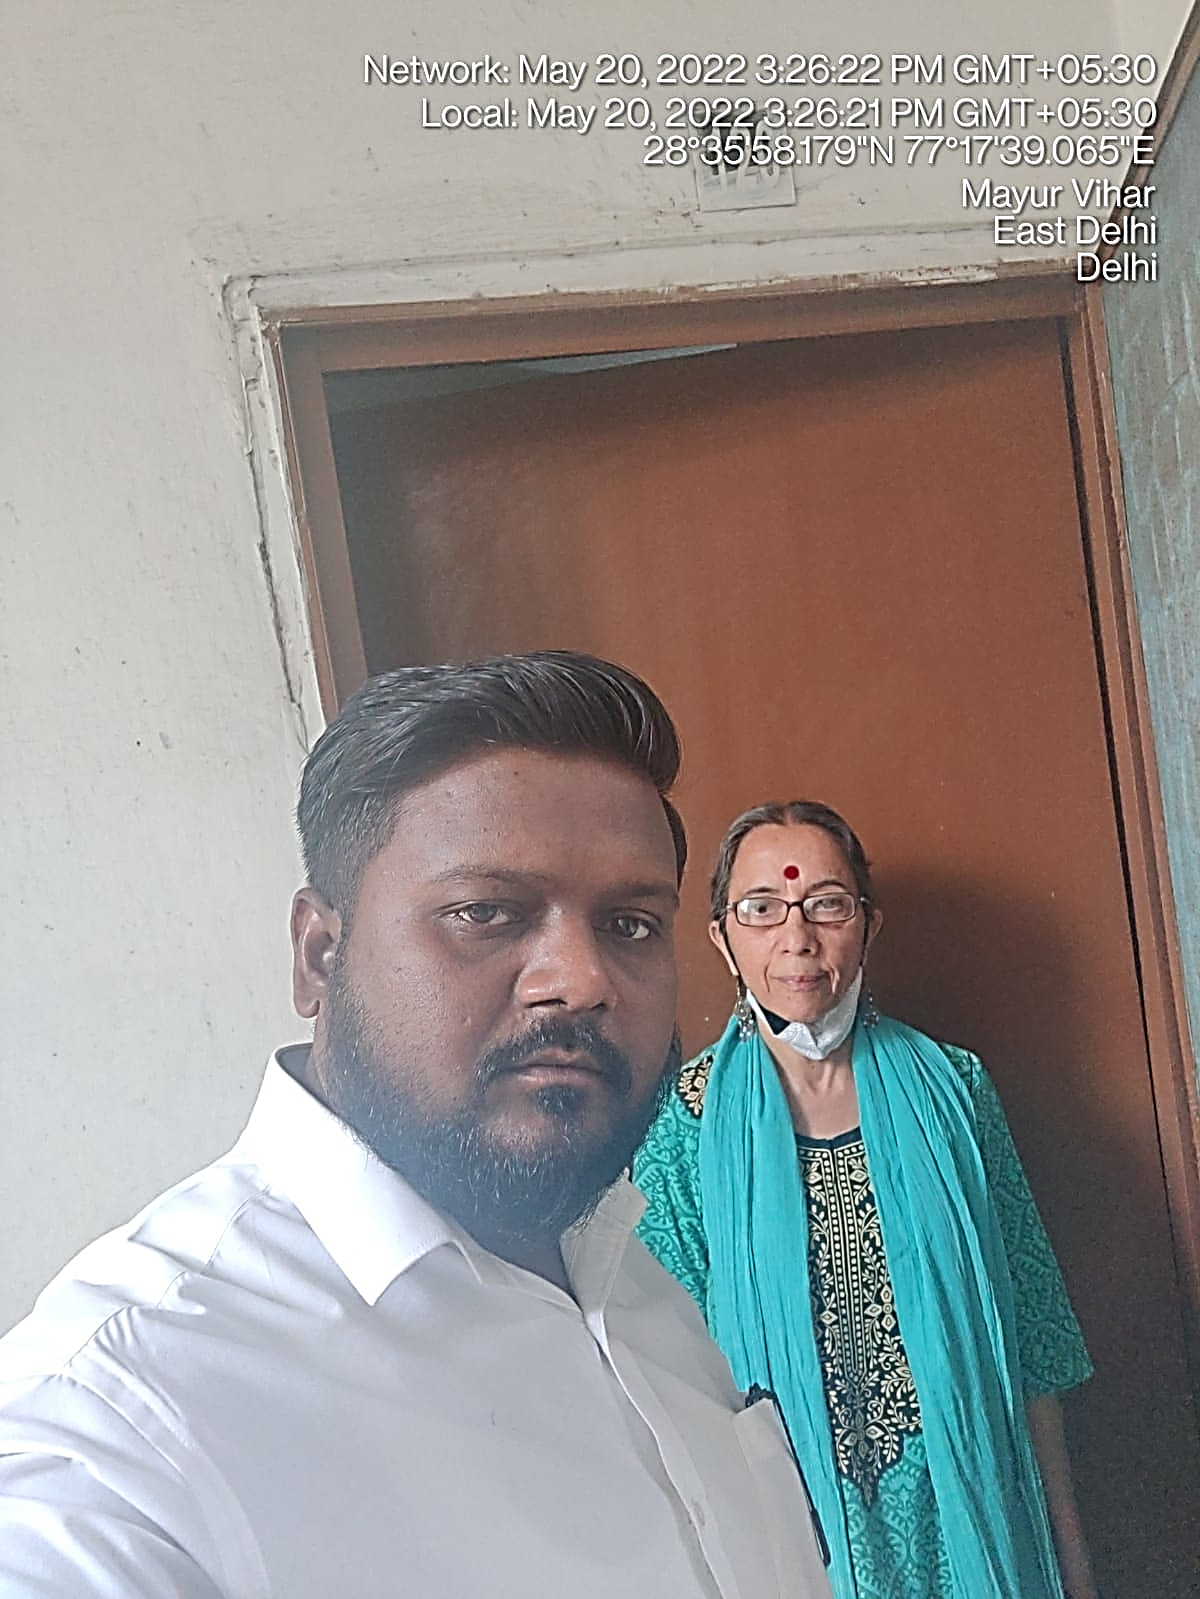 Network: May 20, 2022 3:26:22 PM GMT+05:30
Local: May 20, 2022 3:26:21 PM GMT+05:30
28°35'58.179"N 77°17'39.065"E
126
Mayur Vihar
East Delhi
Delhi